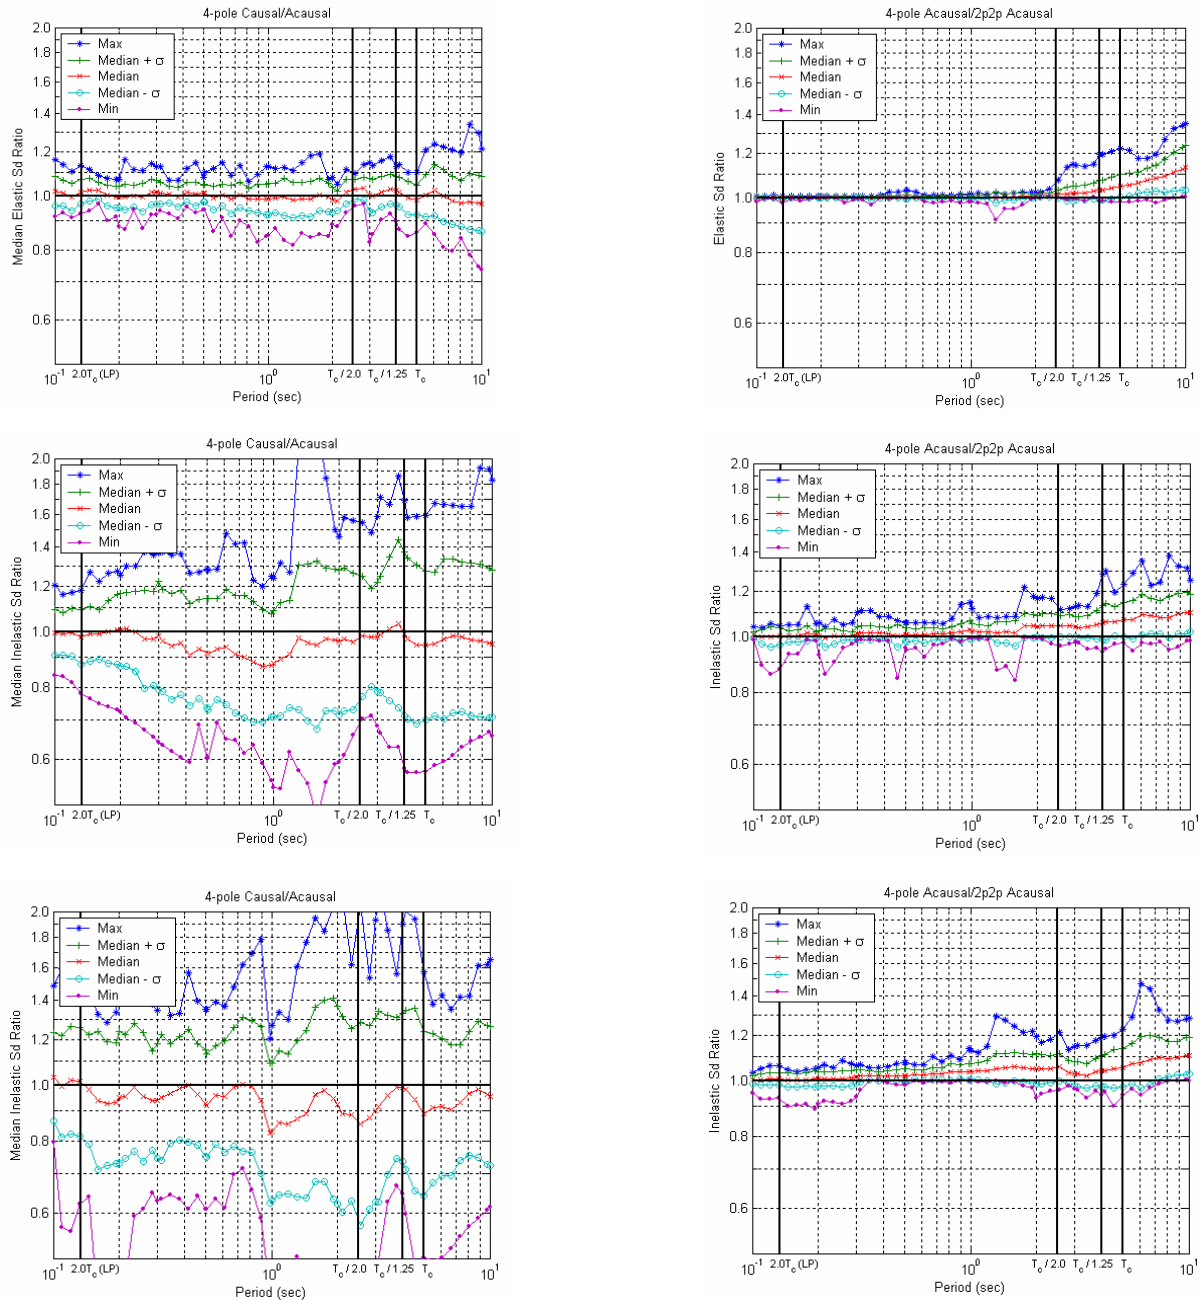 4-pole Causal/Acausal
2.0
1.8
1.6
1.4
1.2
1.0
0.8
0.6
Max
Median + σ
Median
Median - σ
Min
Median Elastic Sd Ratio
10⁻¹ 2.0Tc (LP) 10⁰ Tc / 2.0 Tc / 1.25 Tc 10¹
Period (sec)
4-pole Acausal/2p2p Acausal
2.0
1.8
1.6
1.4
1.2
1.0
0.8
0.6
Max
Median + σ
Median
Median - σ
Min
Elastic Sd Ratio
10⁻¹ 2.0Tc (LP) 10⁰ Tc / 2.0 Tc / 1.25 Tc 10¹
Period (sec)
4-pole Causal/Acausal
2.0
1.8
1.6
1.4
1.2
1.0
0.8
0.6
Max
Median + σ
Median
Median - σ
Min
Median Inelastic Sd Ratio
10⁻¹ 2.0Tc (LP) 10⁰ Tc / 2.0 Tc / 1.25 Tc 10¹
Period (sec)
4-pole Acausal/2p2p Acausal
2.0
1.8
1.6
1.4
1.2
1.0
0.8
0.6
Max
Median + σ
Median
Median - σ
Min
Inelastic Sd Ratio
10⁻¹ 2.0Tc (LP) 10⁰ Tc / 2.0 Tc / 1.25 Tc 10¹
Period (sec)
4-pole Causal/Acausal
2.0
1.8
1.6
1.4
1.2
1.0
0.8
0.6
Max
Median + σ
Median
Median - σ
Min
Median Inelastic Sd Ratio
10⁻¹ 2.0Tc (LP) 10⁰ Tc / 2.0 Tc / 1.25 Tc 10¹
Period (sec)
4-pole Acausal/2p2p Acausal
2.0
1.8
1.6
1.4
1.2
1.0
0.8
0.6
Max
Median + σ
Median
Median - σ
Min
Inelastic Sd Ratio
10⁻¹ 2.0Tc (LP) 10⁰ Tc / 2.0 Tc / 1.25 Tc 10¹
Period (sec)